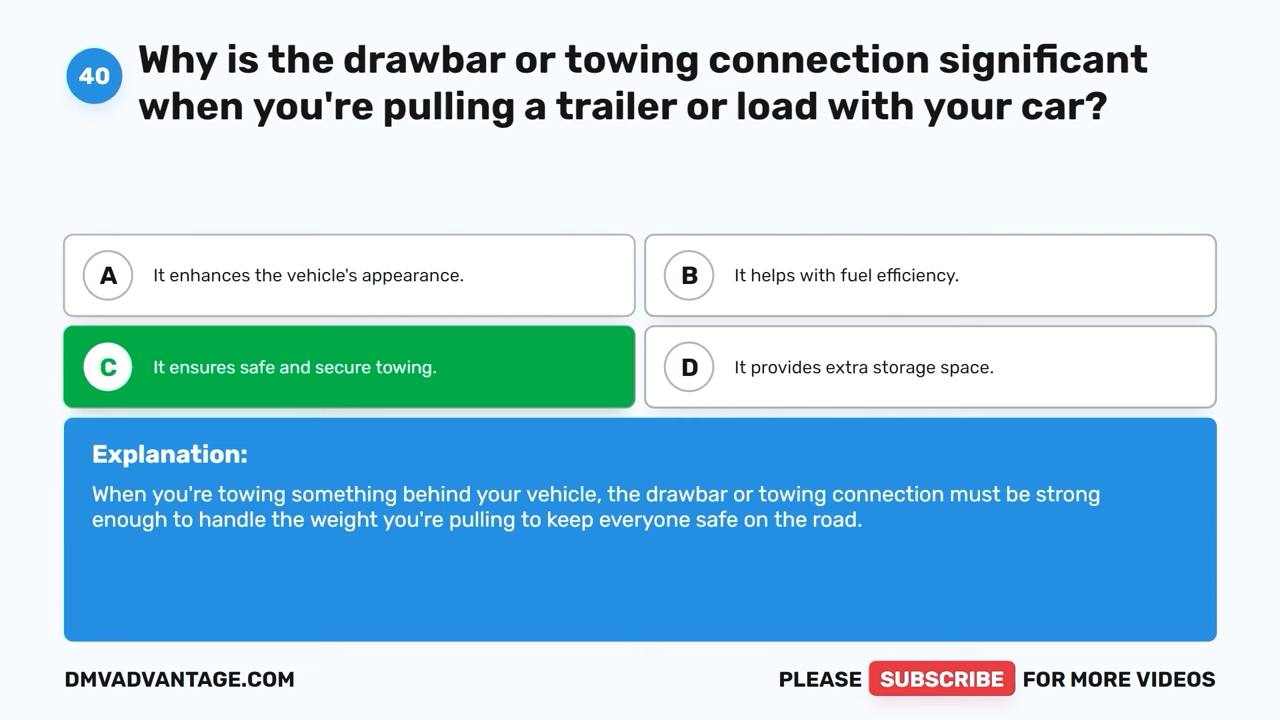 40
Why is the drawbar or towing connection significant
when you're pulling a trailer or load with your car?
A
It enhances the vehicle's appearance.
B
It helps with fuel efficiency.
C
It ensures safe and secure towing.
D
It provides extra storage space.
Explanation:
When you're towing something behind your vehicle, the drawbar or towing connection must be strong
enough to handle the weight you're pulling to keep everyone safe on the road.
DMVADVANTAGE.COM
PLEASE SUBSCRIBE FOR MORE VIDEOS